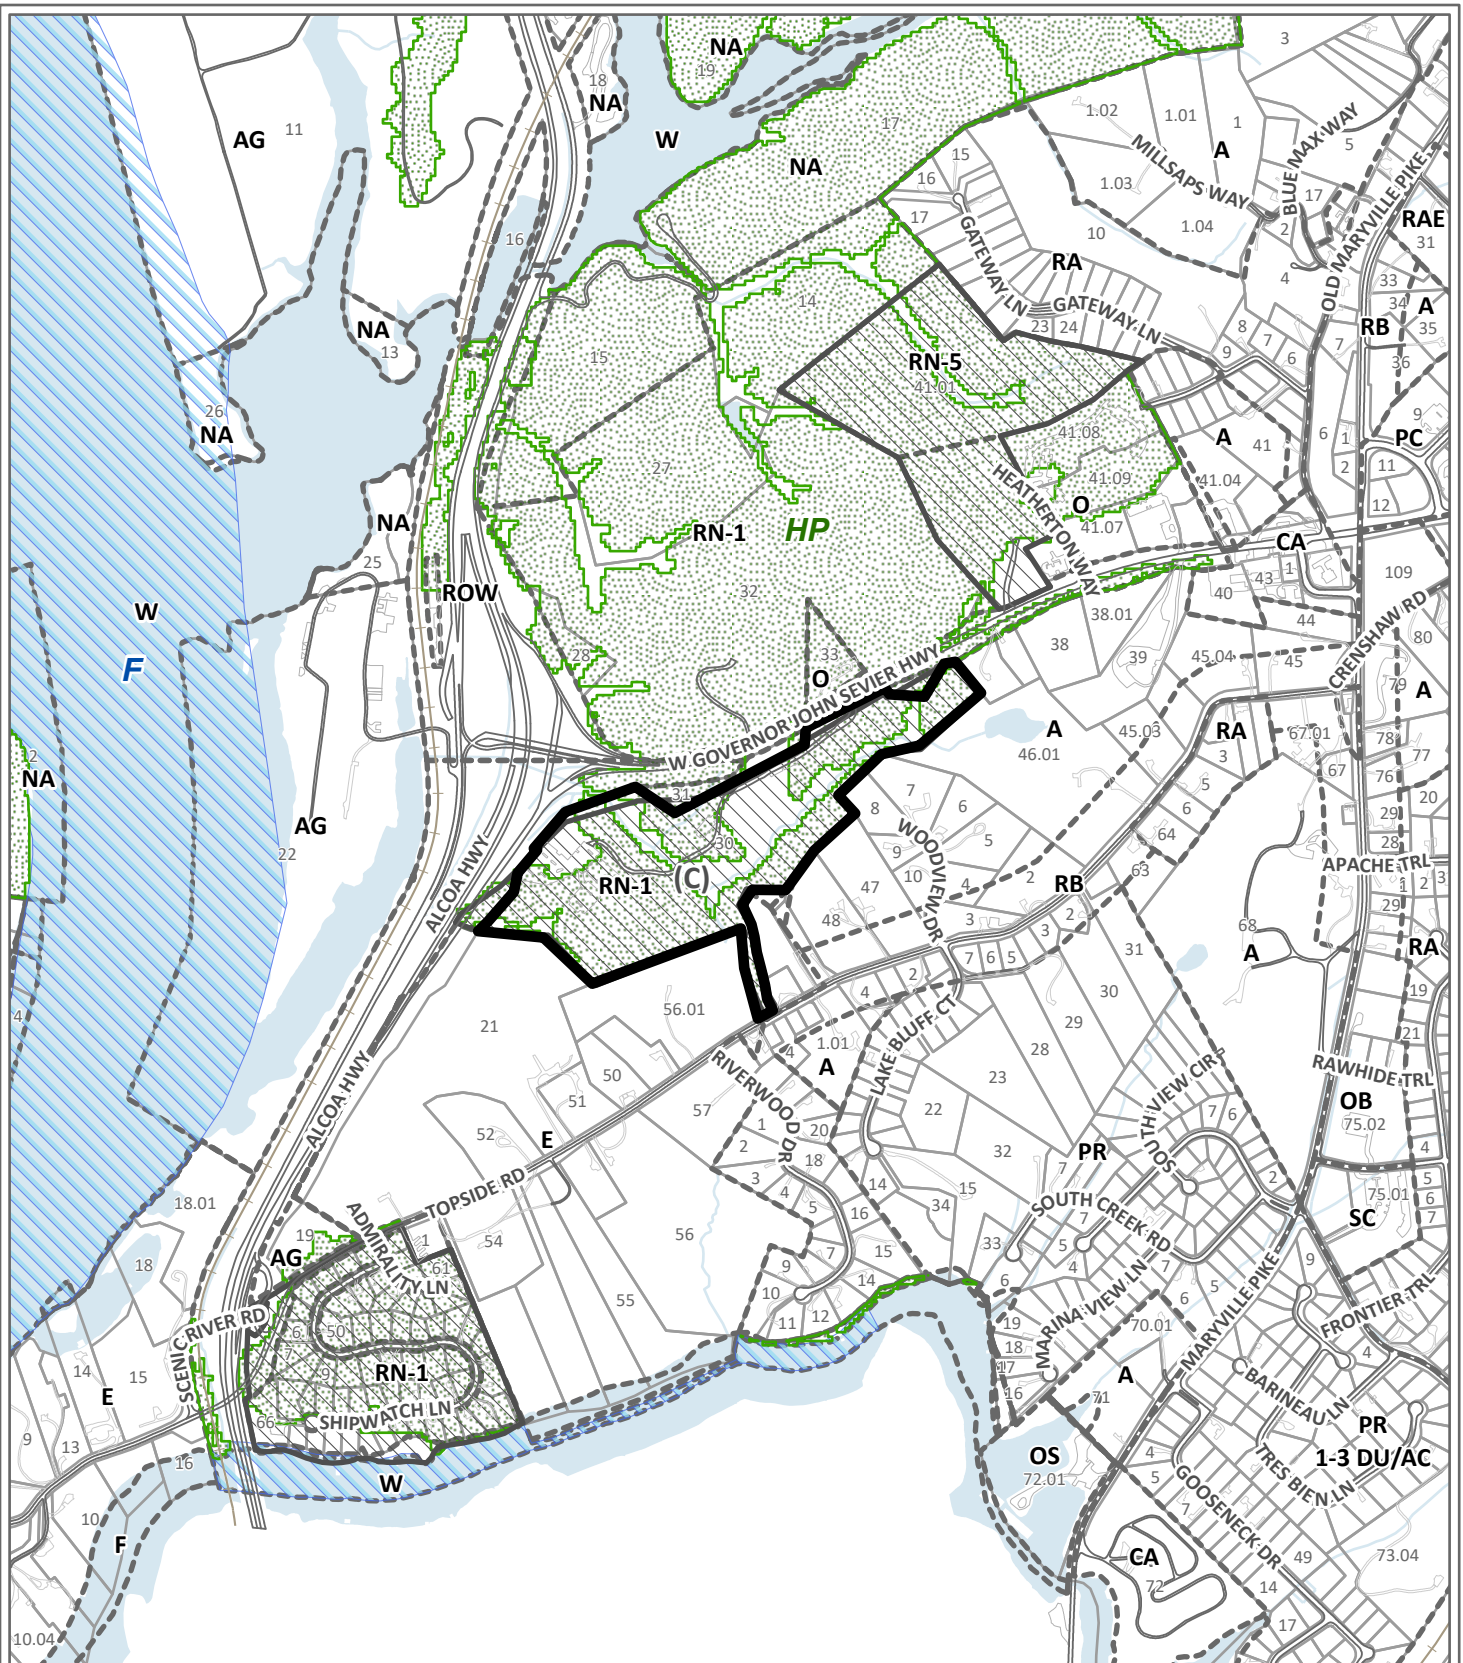 NA
19
3
18
NA
AG
11
W
17
1.02
1.01
1
A
BLUE MAX WAY
5
MILLSAPS WAY
NA
15
16
1.03
17
17
OLD MARYVILLE PIKE
RAE
31
16
GATEWAY LN
10
1.04
2
RA
4
33
34
A
35
14
GATEWAY LN
NA
13
23
24
8
7
6
9
7
RB
36
15
RN-5
41.01
26
NA
41.08
A
41
6
1
9
PC
27
41.09
41.04
2
11
12
HEATHERTON WAY
O
41.07
NA
RN-1
HP
CA
25
ROW
43
1
109
W
32
40
38.01
44
CRENSHAW RD
F
28
33
38
39
45.04
45
80
O
79
A
W GOVERNOR JOHN SEVIER HWY
A
46.01
45.03
RA
67.01
2
NA
3
78
77
67
76
31
5
20
7
8
6
6
29
AG
22
30
WOODVIEW DR
5
64
28
APACHE TRL
ALCOA HWY
RN-1
(C)
9
10
4
2
RB
63
1
2
3
47
29
48
3
2
68
3
A
RA
31
7
6
5
2
4
30
19
4
21
56.01
29
21
ALCOA HWY
1.01
4
A
LAKE BLUFF CT
28
RAWHIDE TRL
50
RIVERWOOD DR
23
51
57
SOUTH VIEW CIR
OB
75.02
22
7
6
52
E
1
20
2
32
PR
4
18
7
2
3
4
14
15
5
75.01
TOPSIDE RD
6
18.01
5
34
SOUTH CREEK RD
7
SC
7
ADMIRALTY LN
16
19
1
54
56
33
5
18
AG
61
7
15
4
7
9
9
14
6
5
MARINA VIEW LN
MARYVILLE PIKE
10
6
SCENIC RIVER RD
55
12
19
70.01
FRONTIER TRL
6
50
11
18
7
4
14
15
9
RN-1
17
A
BARINEAU LN
E
16
71
66
SHIPWATCH LN
PR
1-3 DU/AC
9
13
16
OS
72.01
4
TRES BIEN LN
W
5
10
GOOSENECK DR
7
F
CA
49
73.04
72
14
17
10.04